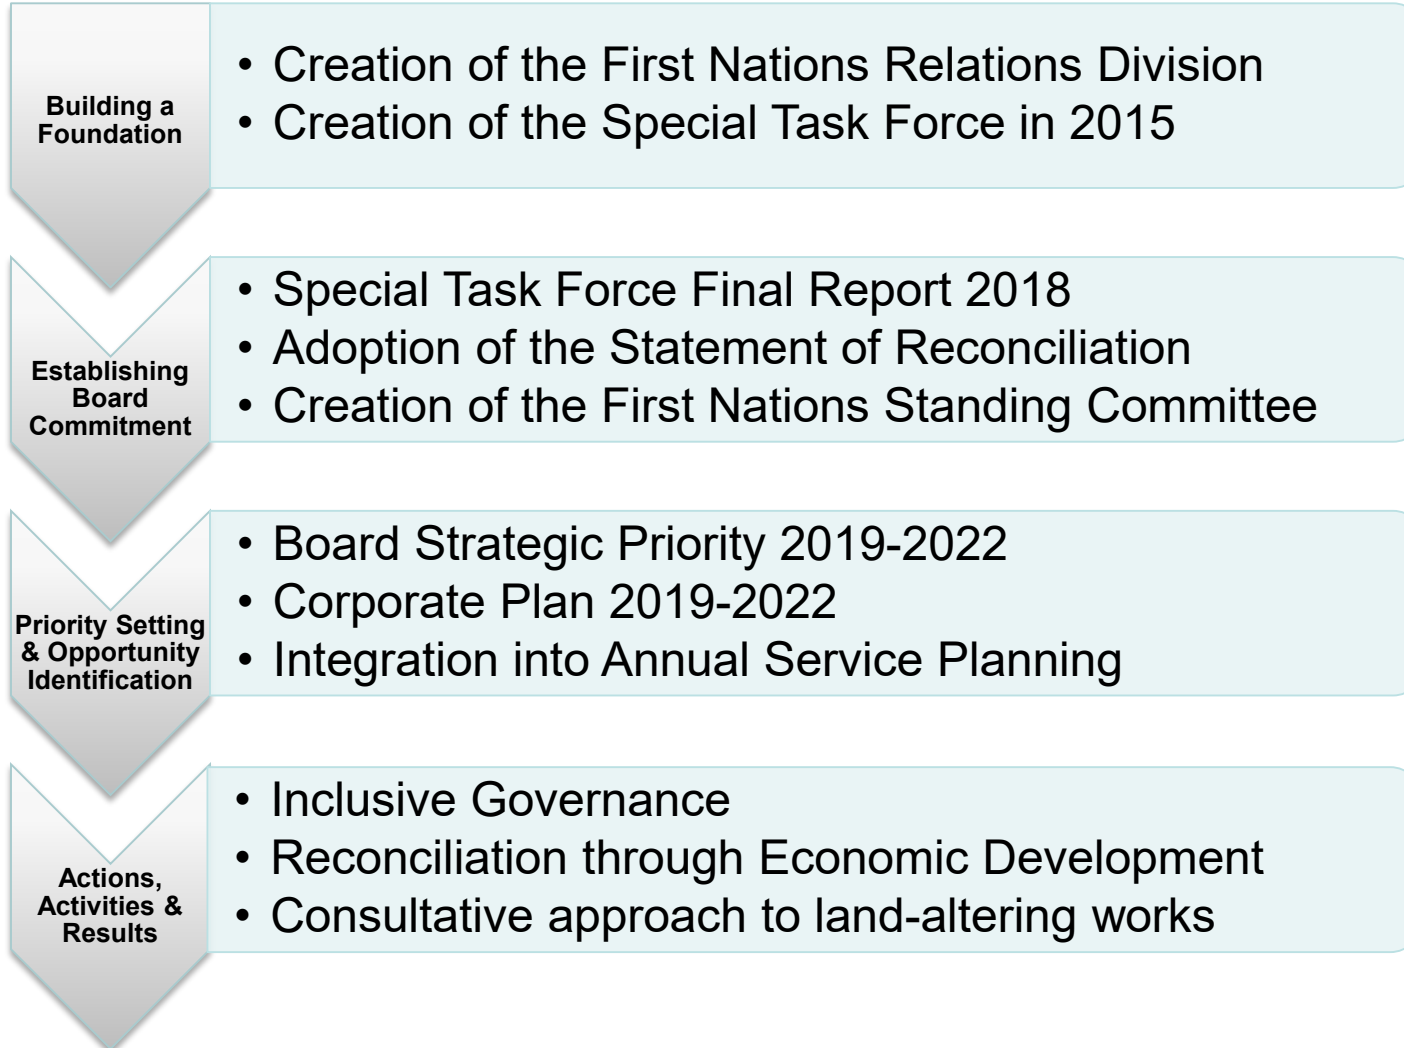 Building a
Foundation
• Creation of the First Nations Relations Division
• Creation of the Special Task Force in 2015
Establishing
Board
Commitment
• Special Task Force Final Report 2018
• Adoption of the Statement of Reconciliation
• Creation of the First Nations Standing Committee
Priority Setting
& Opportunity
Identification
• Board Strategic Priority 2019-2022
• Corporate Plan 2019-2022
• Integration into Annual Service Planning
Actions,
Activities &
Results
• Inclusive Governance
• Reconciliation through Economic Development
• Consultative approach to land-altering works